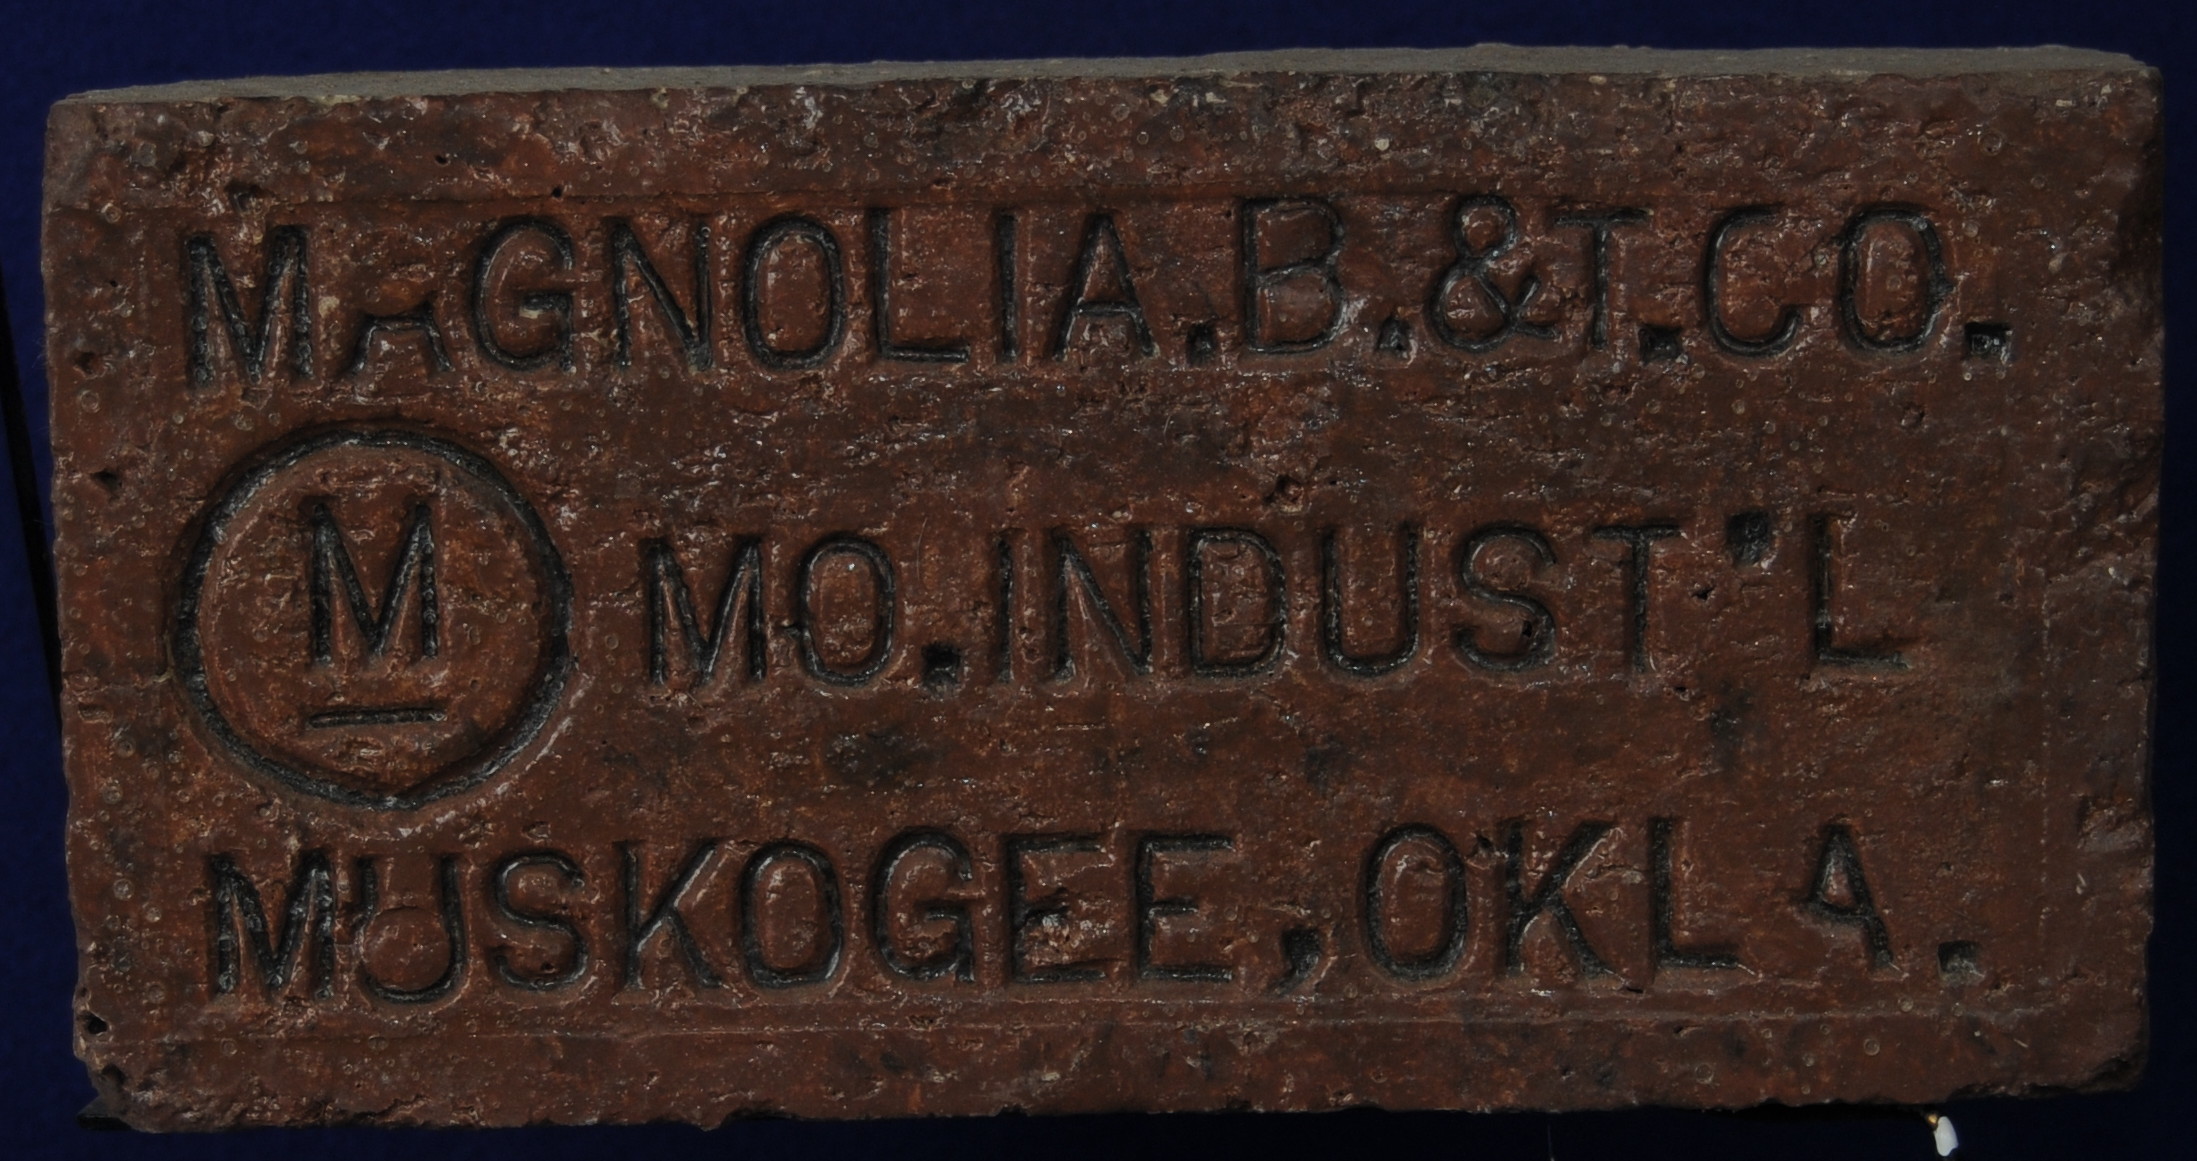 MAGNOLIA.B.&T.CO.
M MO.INDUST'L
MUSKOGEE, OKLA.